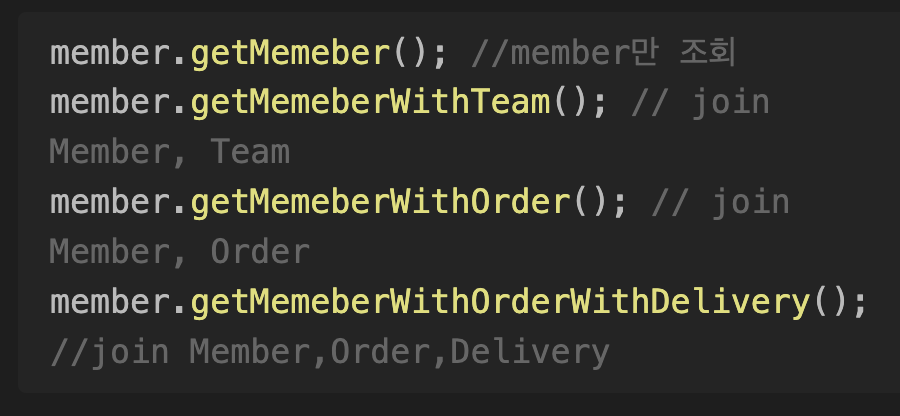 member.getMemeber(); //member만 조회
member.getMemeberWithTeam(); // join
Member, Team
member.getMemeberWithOrder(); // join
Member, Order
member.getMemeberWithOrderWithDelivery();
//join Member,Order,Delivery